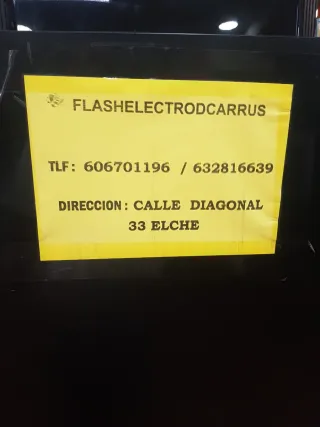 FLASHELECTRODCARRUS
TLF: 606701196 / 632816639
DIRECCION: CALLE DIAGONAL
33 ELCHE